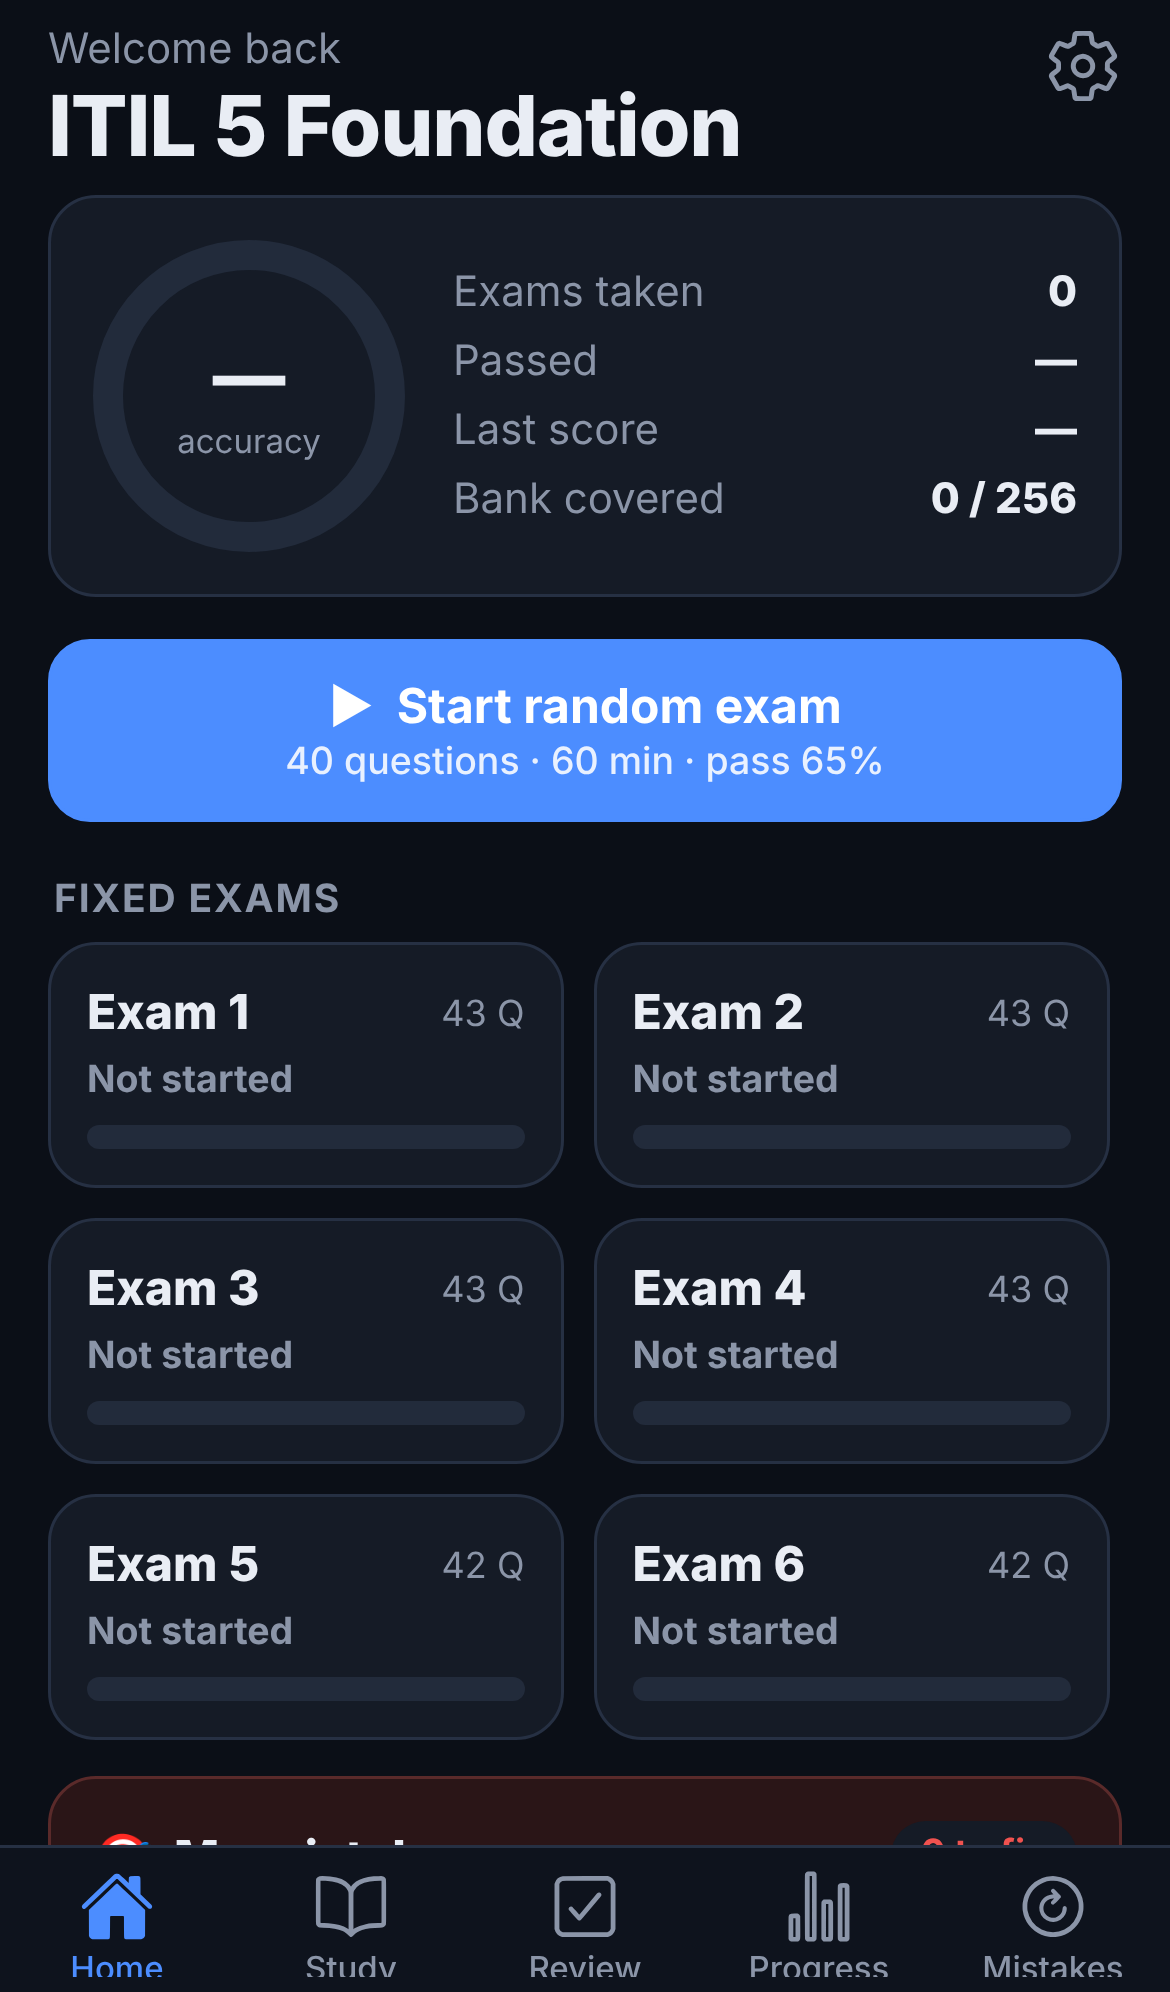 Welcome back
ITIL 5 Foundation
accuracy
Exams taken 0
Passed —
Last score —
Bank covered 0 / 256
Start random exam
40 questions · 60 min · pass 65%
FIXED EXAMS
Exam 1 43 Q
Not started
Exam 2 43 Q
Not started
Exam 3 43 Q
Not started
Exam 4 43 Q
Not started
Exam 5 42 Q
Not started
Exam 6 42 Q
Not started
Home Study Review Progress Mistakes